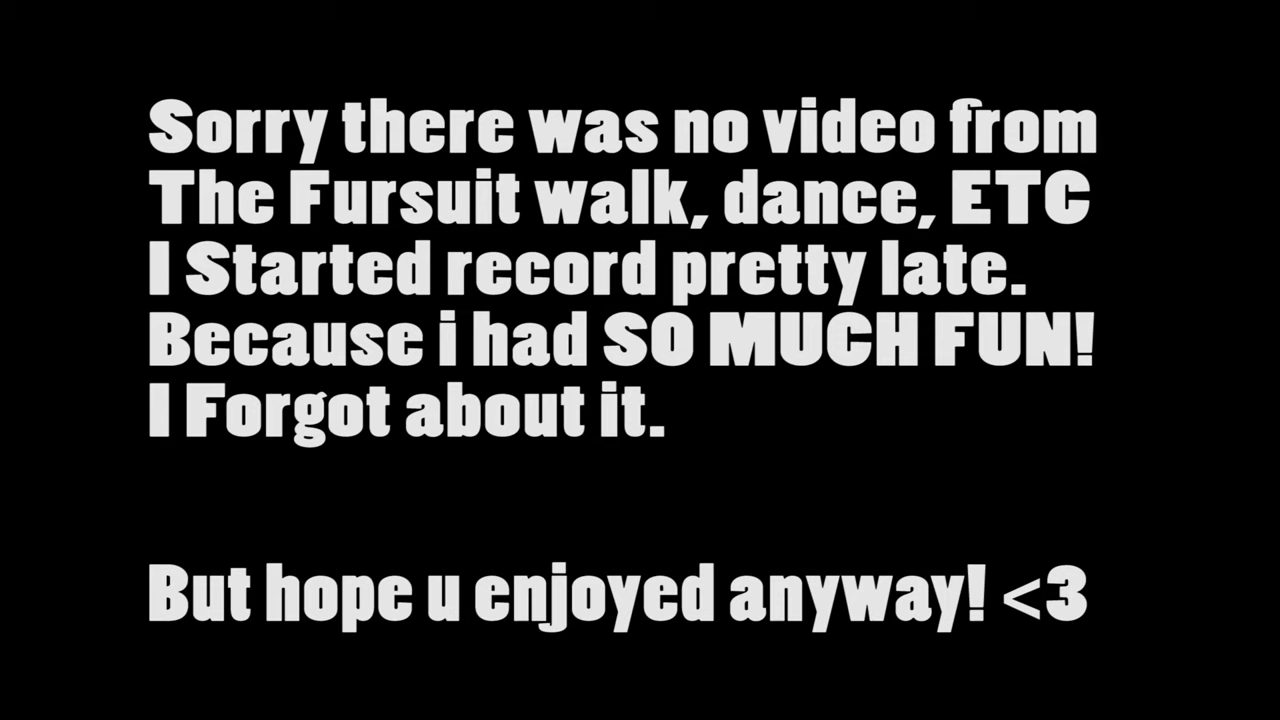 Sorry there was no video from
The Fursuit walk, dance, ETC
I Started record pretty late.
Because i had SO MUCH FUN!
I Forgot about it.
But hope u enjoyed anyway! <3